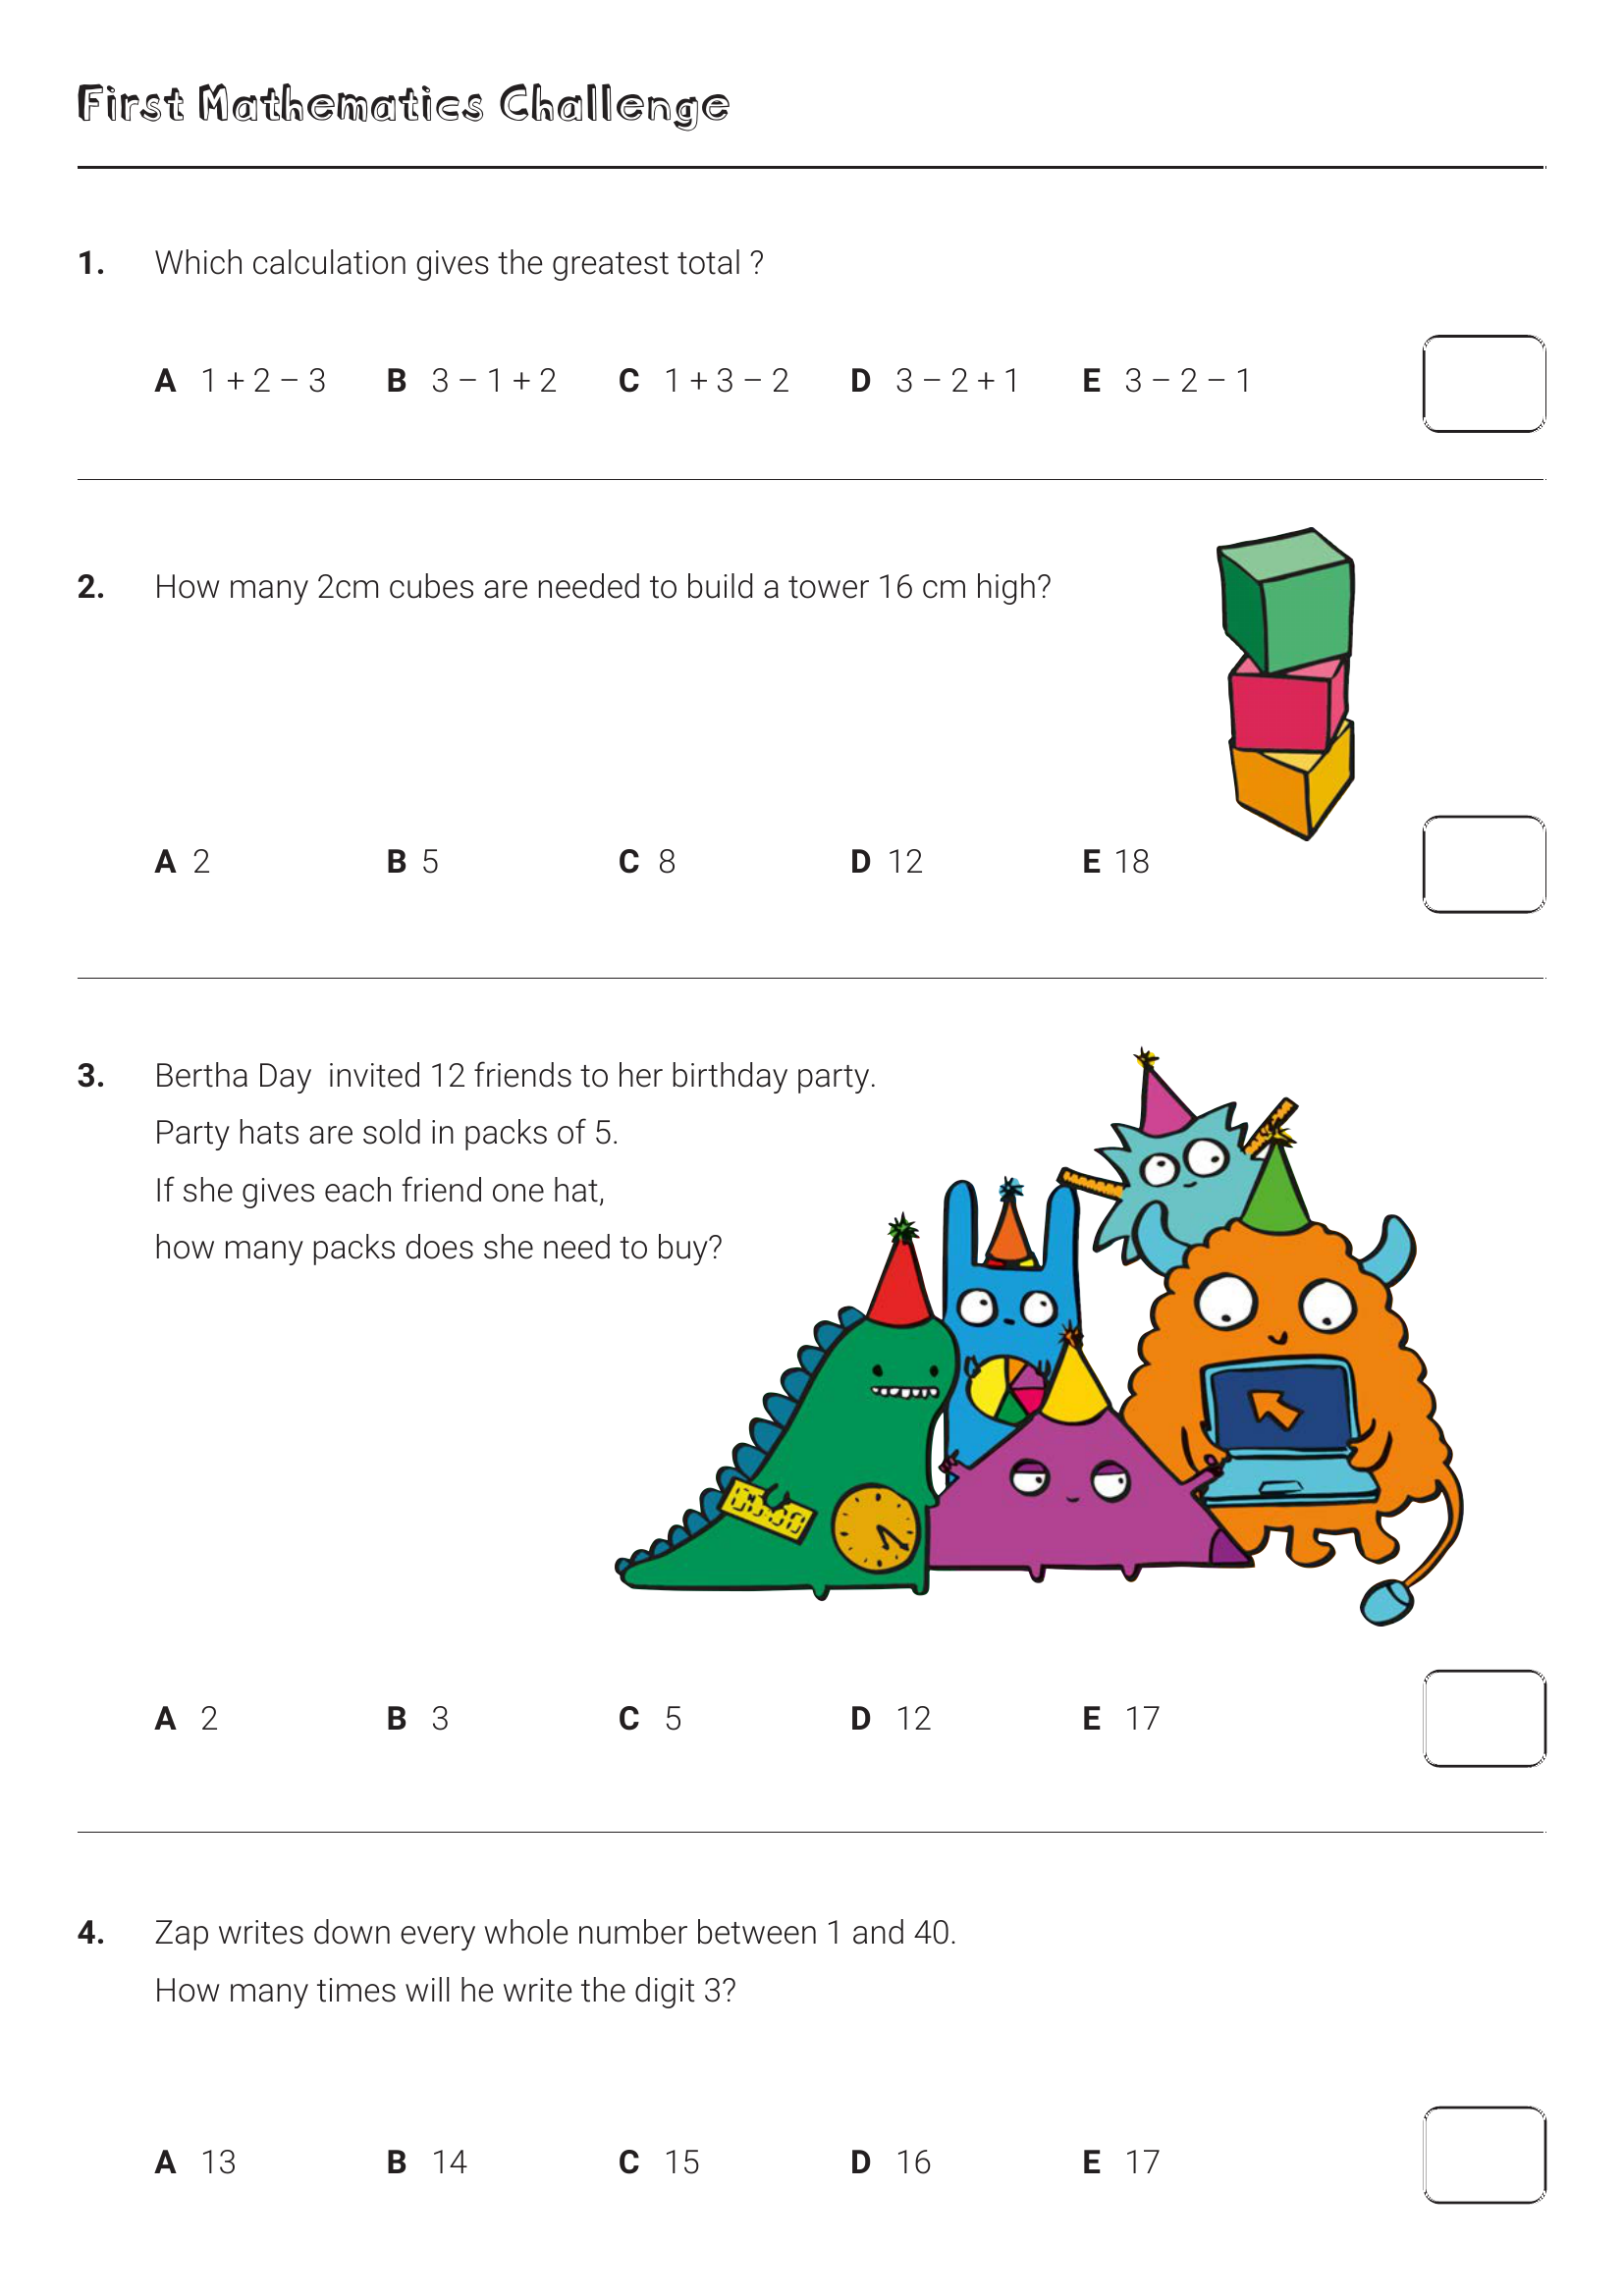 First Mathematics Challenge
1. Which calculation gives the greatest total ?
A 1 + 2 – 3 B 3 – 1 + 2 C 1 + 3 – 2 D 3 – 2 + 1 E 3 – 2 – 1
2. How many 2cm cubes are needed to build a tower 16 cm high?
A 2 B 5 C 8 D 12 E 18
3. Bertha Day  invited 12 friends to her birthday party.
Party hats are sold in packs of 5.
If she gives each friend one hat,
how many packs does she need to buy?
A 2 B 3 C 5 D 12 E 17
4. Zap writes down every whole number between 1 and 40.
How many times will he write the digit 3?
A 13 B 14 C 15 D 16 E 17